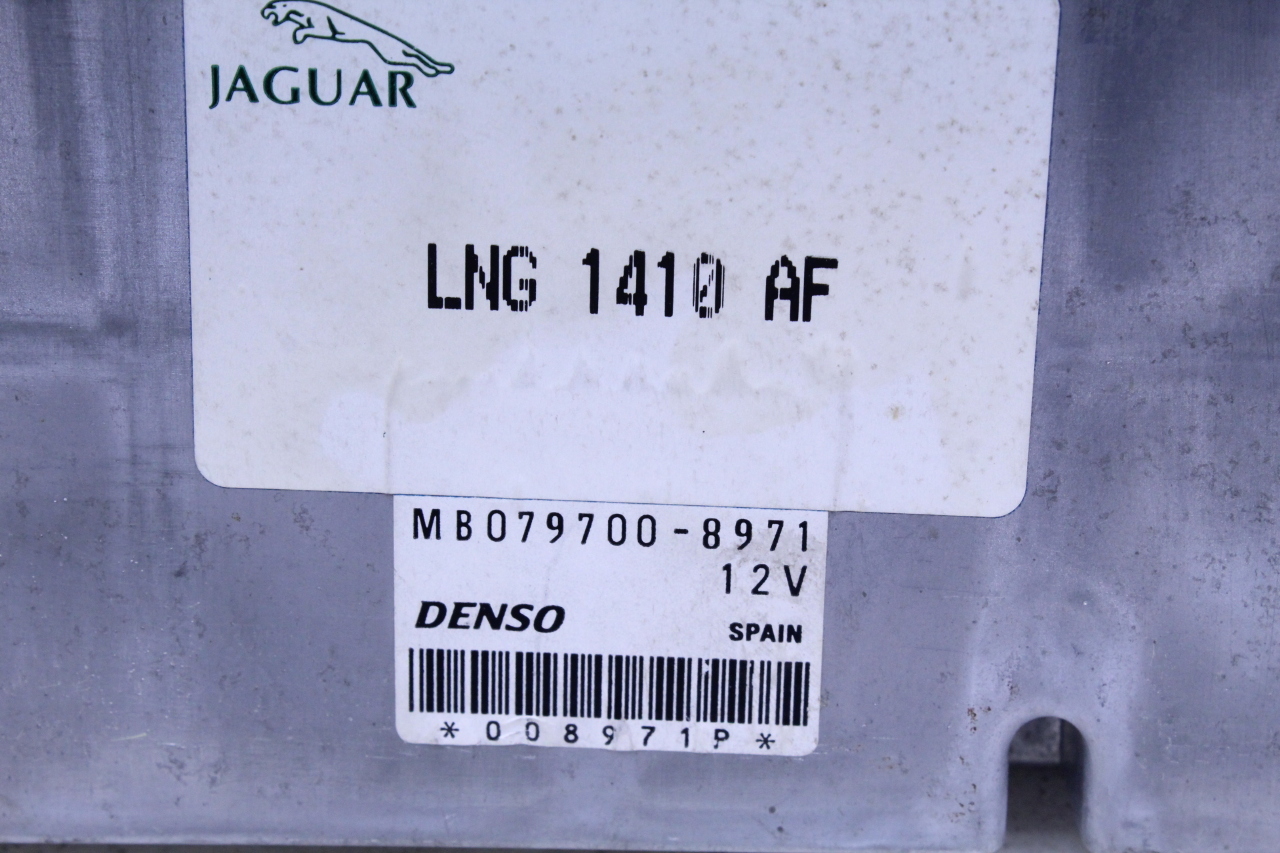 JAGUAR
LNG 1410 AF
MB079700-8971
12V
DENSO SPAIN
*008971P*